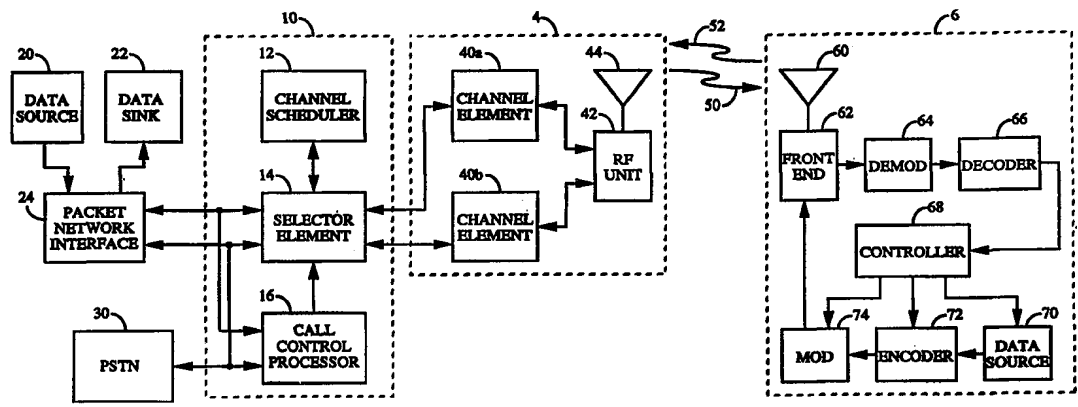 10
4
52
6
20
22
12
40a
44
60
DATA
SOURCE
DATA
SINK
CHANNEL
SCHEDULER
CHANNEL
ELEMENT
50
42
62
64
66
RF
UNIT
FRONT
END
DEMOD
DECODER
24
14
40b
PACKET
NETWORK
INTERFACE
SELECTOR
ELEMENT
CHANNEL
ELEMENT
68
CONTROLLER
30
16
74
72
70
PSTN
CALL
CONTROL
PROCESSOR
MOD
ENCODER
DATA
SOURCE